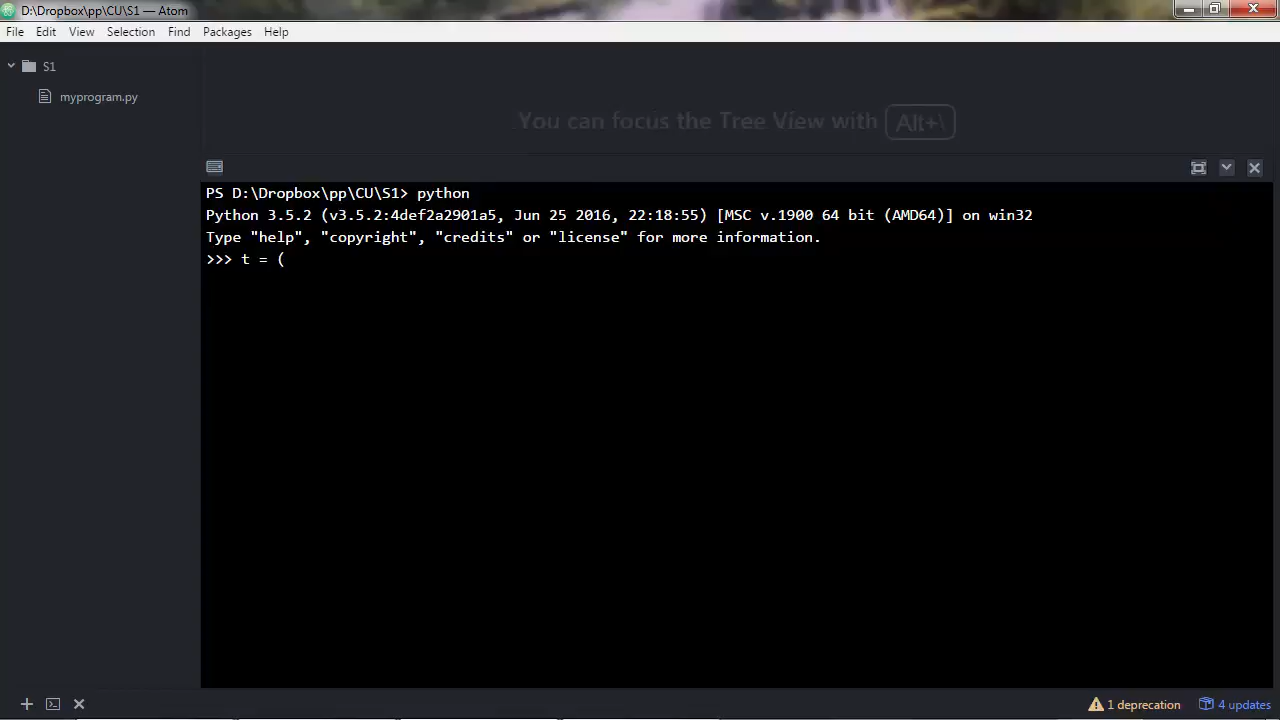 D:\Dropbox\pp\CU\S1 — Atom
File Edit View Selection Find Packages Help
S1
myprogram.py
You can focus the Tree View with Alt+\
PS D:\Dropbox\pp\CU\S1> python
Python 3.5.2 (v3.5.2:4def2a2901a5, Jun 25 2016, 22:18:55) [MSC v.1900 64 bit (AMD64)] on win32
Type "help", "copyright", "credits" or "license" for more information.
>>> t = (
1 deprecation 4 updates